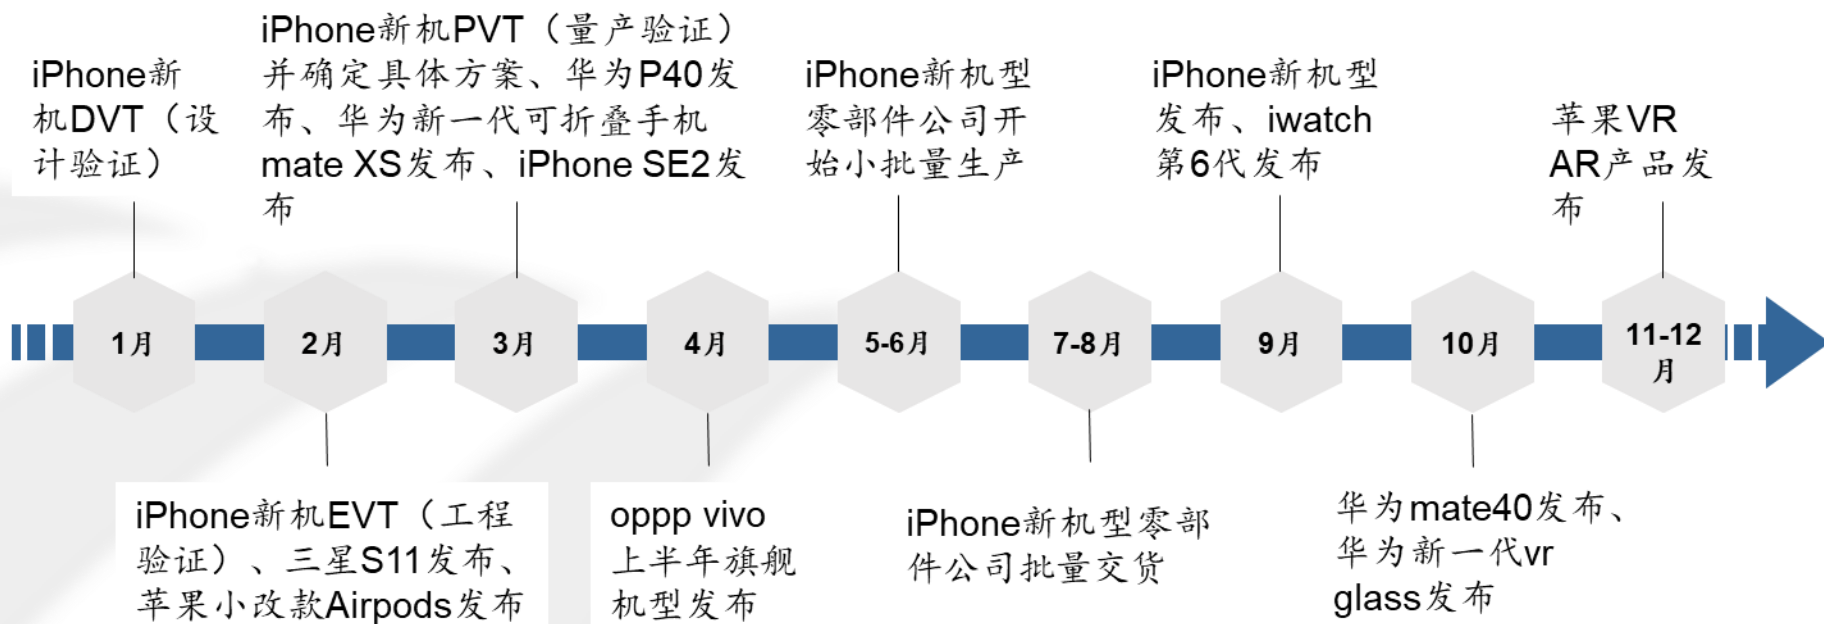 iPhone新
机DVT（设
计验证）
iPhone新机PVT（量产验证）
并确定具体方案、华为P40发
布、华为新一代可折叠手机
mate XS发布、iPhone SE2发
布
iPhone新机型
零部件公司开
始小批量生产
iPhone新机型
发布、iwatch
第6代发布
苹果VR
AR产品发
布
1月
2月
3月
4月
5-6月
7-8月
9月
10月
11-12
月
iPhone新机EVT（工程
验证）、三星S11发布、
苹果小改款Airpods发布
oppp vivo
上半年旗舰
机型发布
iPhone新机型零部
件公司批量交货
华为mate40发布、
华为新一代vr
glass发布